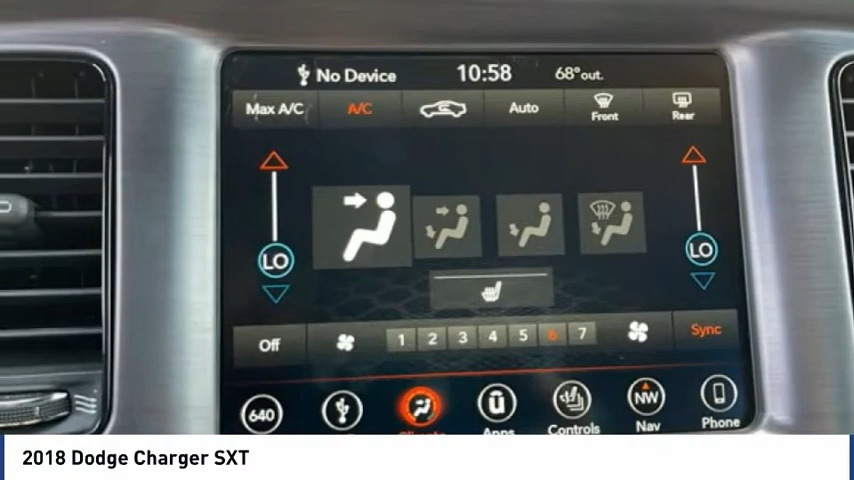 No Device 10:58 68° out.
Max A/C A/C Auto Front Rear
LO LO
Off 1 2 3 4 5 6 7 Sync
640 NW
Climate Apps Controls Nav Phone
2018 Dodge Charger SXT